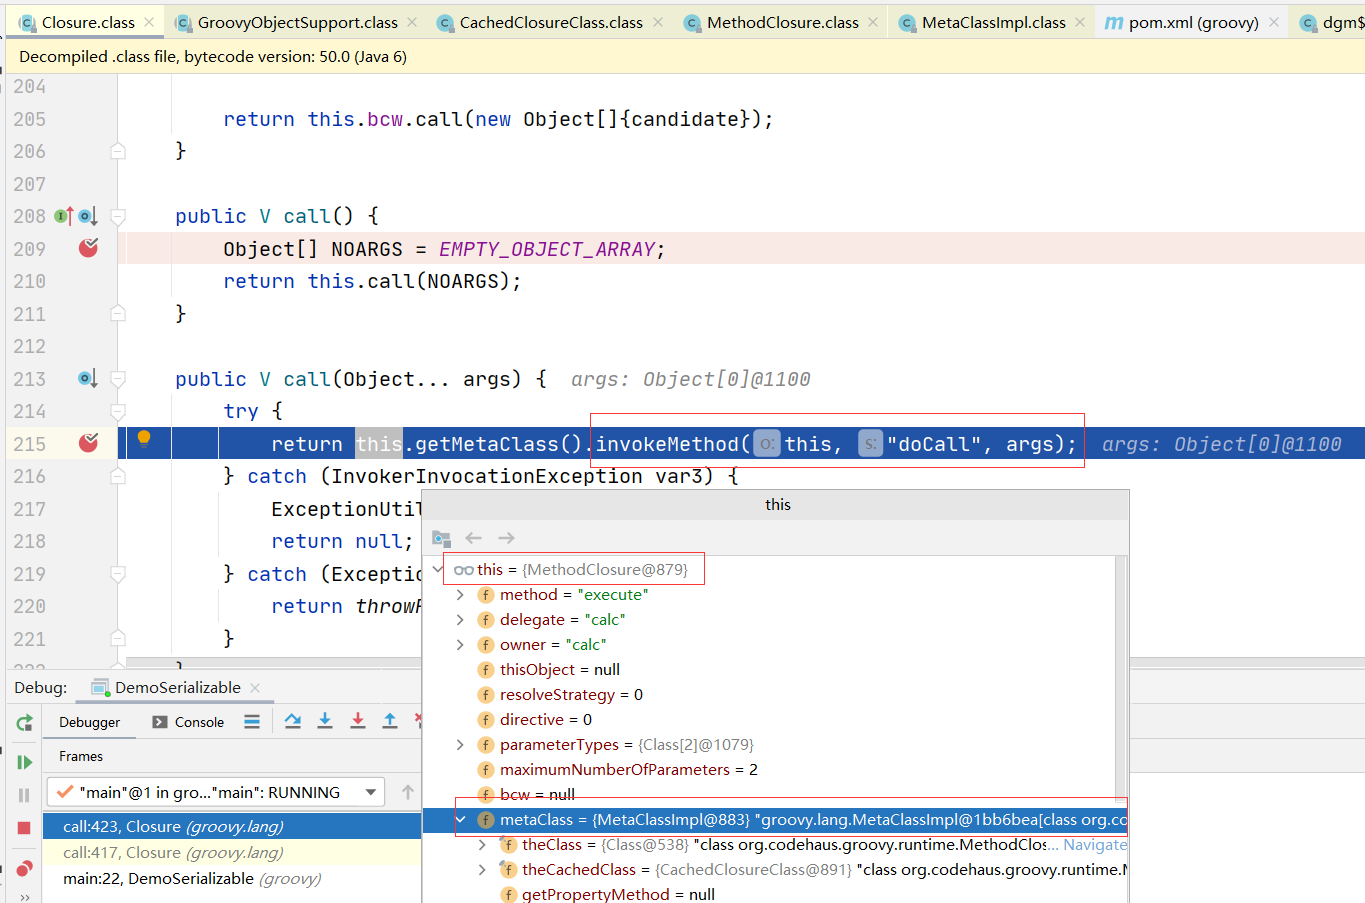 Closure.class GroovyObjectSupport.class CachedClosureClass.class MethodClosure.class MetaClassImpl.class pom.xml (groovy) dgm$
Decompiled .class file, bytecode version: 50.0 (Java 6)
204
205 return this.bcw.call(new Object[]{candidate});
206 }
207
208 public V call() {
209 Object[] NOARGS = EMPTY_OBJECT_ARRAY;
210 return this.call(NOARGS);
211 }
212
213 public V call(Object... args) { args: Object[0]@1100
214 try {
215 return this.getMetaClass().invokeMethod( o: this, s: "doCall", args); args: Object[0]@1100
216 } catch (InvokerInvocationException var3) {
217 ExceptionUtil
218 return null;
219 } catch (Exceptio
220 return throwR
221 }
this
this = {MethodClosure@879}
method = "execute"
delegate = "calc"
owner = "calc"
thisObject = null
resolveStrategy = 0
directive = 0
parameterTypes = {Class[2]@1079}
maximumNumberOfParameters = 2
bcw = null
metaClass = {MetaClassImpl@883} "groovy.lang.MetaClassImpl@1bb6bea[class org.co
theClass = {Class@538} "class org.codehaus.groovy.runtime.MethodClos... Navigate
theCachedClass = {CachedClosureClass@891} "class org.codehaus.groovy.runtime.M
getPropertyMethod = null
Debug: DemoSerializable
Debugger Console
Frames
"main"@1 in gro..."main": RUNNING
call:423, Closure (groovy.lang)
call:417, Closure (groovy.lang)
main:22, DemoSerializable (groovy)